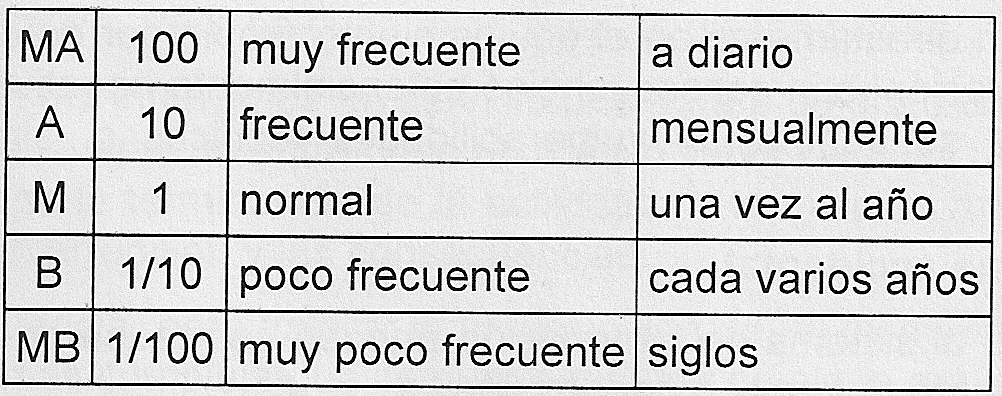 MA 100 muy frecuente a diario
A 10 frecuente mensualmente
M 1 normal una vez al año
B 1/10 poco frecuente cada varios años
MB 1/100 muy poco frecuente siglos